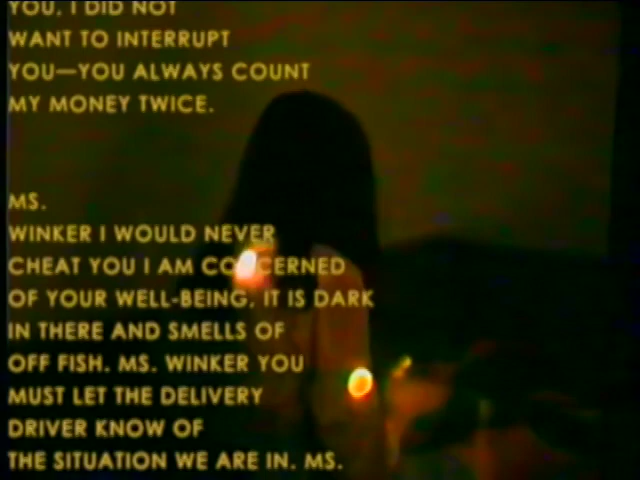 YOU, I DID NOT
WANT TO INTERRUPT
YOU—YOU ALWAYS COUNT
MY MONEY TWICE.
MS.
WINKER I WOULD NEVER
CHEAT YOU I AM CONCERNED
OF YOUR WELL-BEING, IT IS DARK
IN THERE AND SMELLS OF
OFF FISH. MS. WINKER YOU
MUST LET THE DELIVERY
DRIVER KNOW OF
THE SITUATION WE ARE IN. MS.